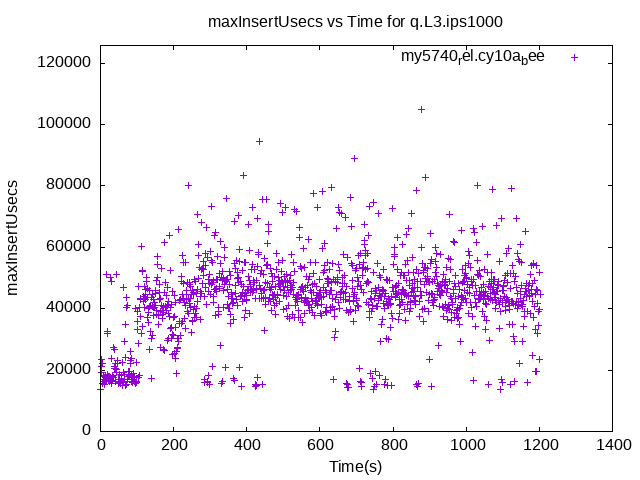 maxInsertUsecs vs Time for q.L3.ips1000
my5740rel.cy10abee
120000
100000
80000
60000
40000
20000
0
maxInsertUsecs
0 200 400 600 800 1000 1200 1400
Time(s)